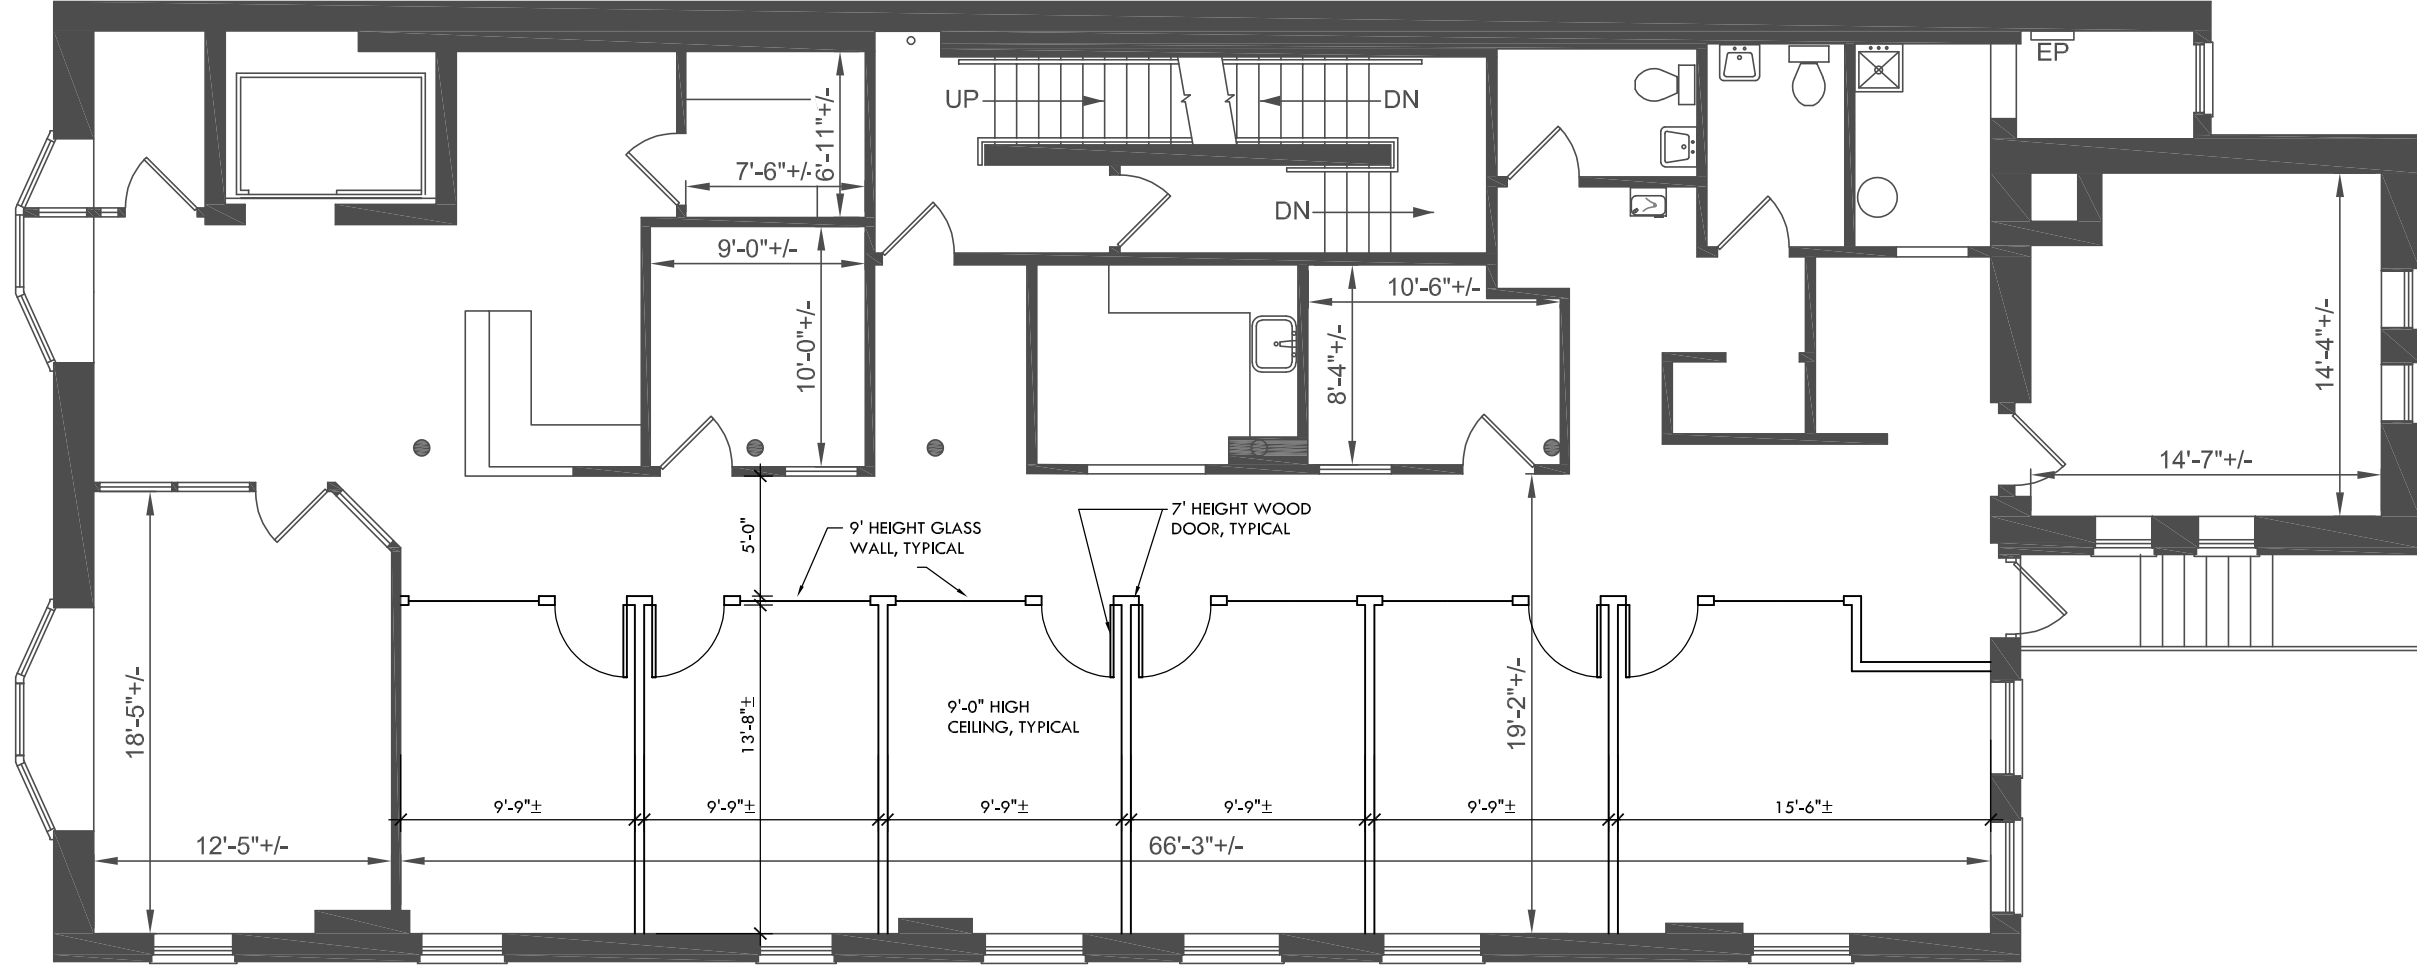 EP
UP
DN
6'-11"+/-
7'-6"+/-
DN
9'-0"+/-
10'-0"+/-
10'-6"+/-
8'-4"+/-
14'-4"+/-
14'-7"+/-
5'-0"
9' HEIGHT GLASS
WALL, TYPICAL
7' HEIGHT WOOD
DOOR, TYPICAL
18'-5"+/-
13'-8"±
9'-0" HIGH
CEILING, TYPICAL
19'-2"+/-
9'-9"±
9'-9"±
9'-9"±
9'-9"±
9'-9"±
15'-6"±
12'-5"+/-
66'-3"+/-